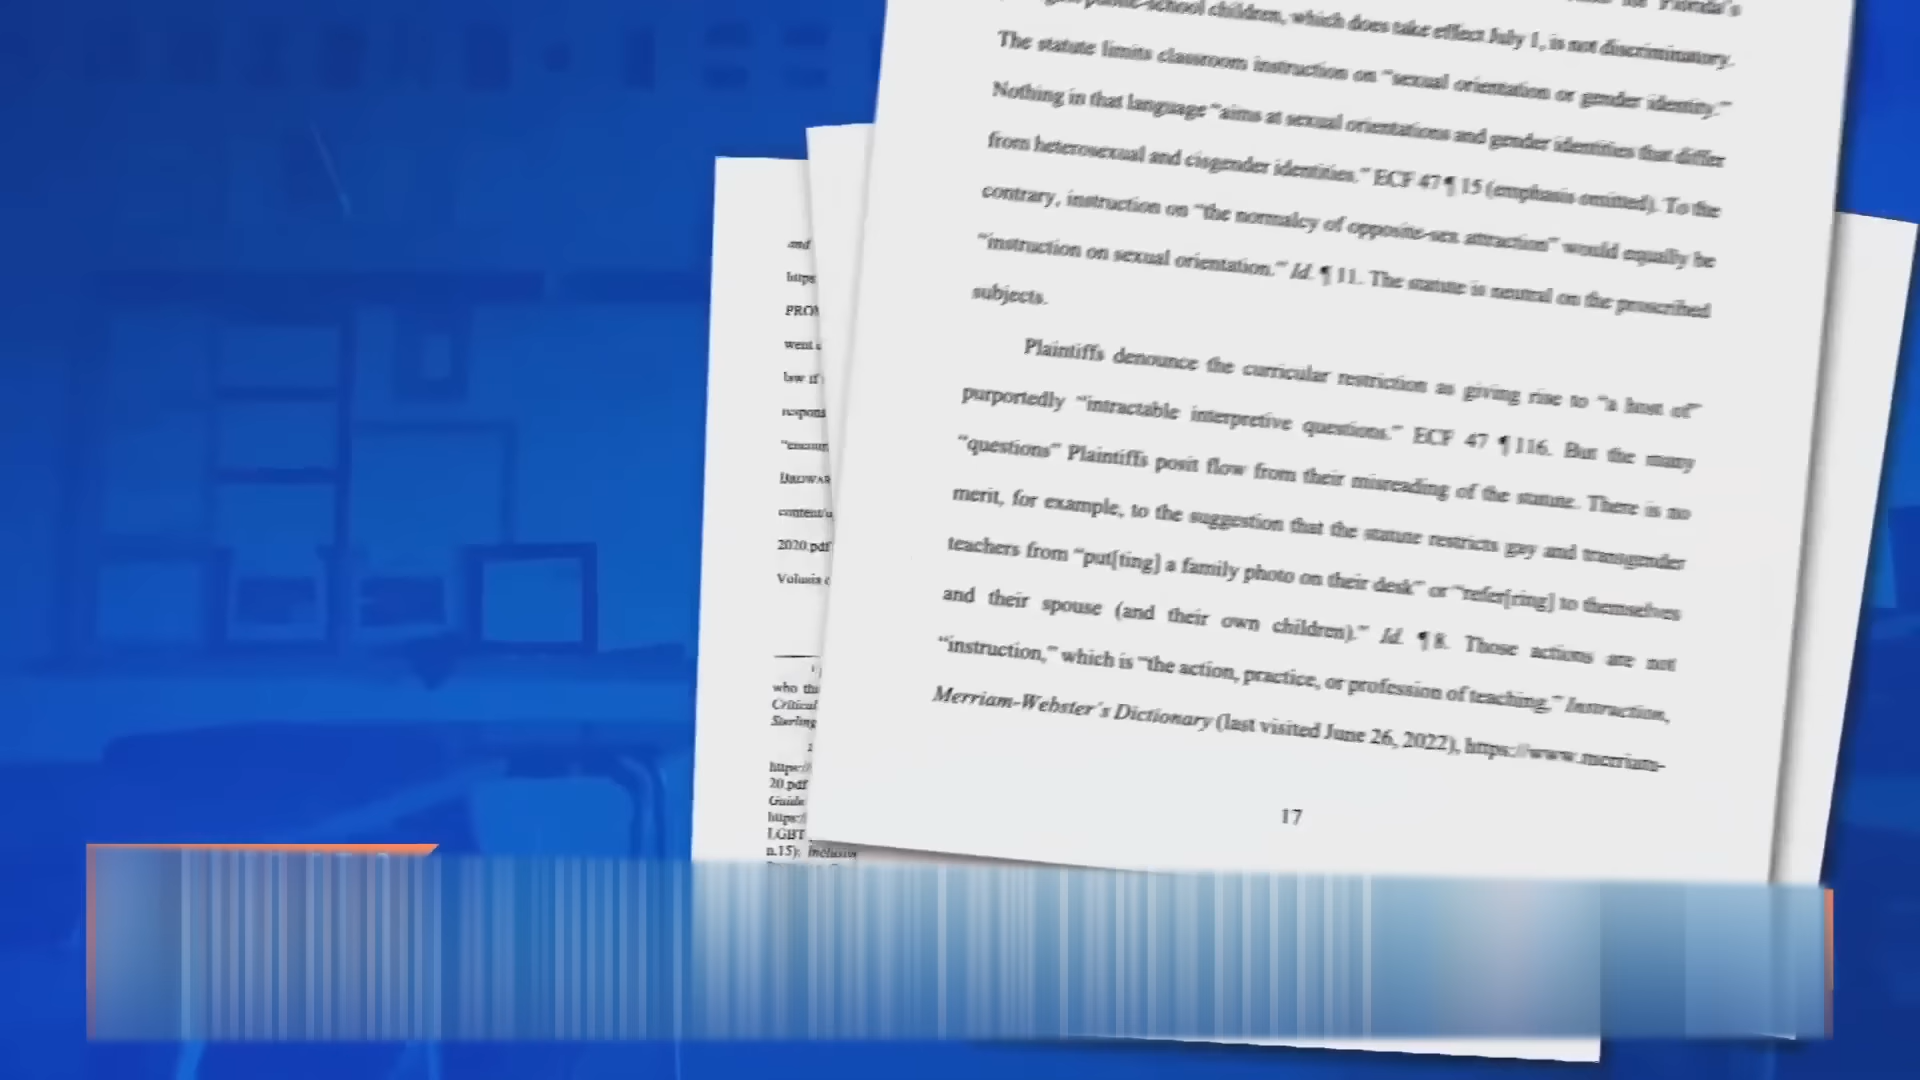 for Florida's
public-school children, which does take effect July 1, is not discriminatory.
The statute limits classroom instruction on “sexual orientation or gender identity.”
Nothing in that language “aims at sexual orientations and gender identities that differ
from heterosexual and cisgender identities.” ECF 47 ¶ 15 (emphasis omitted). To the
contrary, instruction on “the normalcy of opposite-sex attraction” would equally be
“instruction on sexual orientation.” Id. ¶ 11. The statute is neutral on the proscribed
subjects.
Plaintiffs denounce the curricular restriction as giving rise to “a host of”
purportedly “intractable interpretive questions.” ECF 47 ¶ 116. But the many
“questions” Plaintiffs posit flow from their misreading of the statute. There is no
merit, for example, to the suggestion that the statute restricts gay and transgender
teachers from “put[ting] a family photo on their desk” or “refer[ring] to themselves
and their spouse (and their own children).” Id. ¶ 8. Those actions are not
“instruction,” which is “the action, practice, or profession of teaching.” Instruction,
Merriam-Webster's Dictionary (last visited June 26, 2022), https://www.merriam-
17
and
https
went
law if
content/u
2020.pdf
Volusia c
who
Critical
Sterling
https://
20.pdf
Guide
https:/
LGBT
n.15); Inclusiv